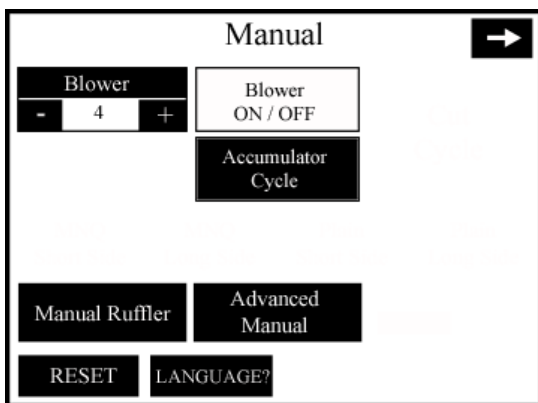 Manual
Blower
- 4 +
Blower
ON / OFF
Accumulator
Cycle
Manual Ruffler
Advanced
Manual
RESET
LANGUAGE?